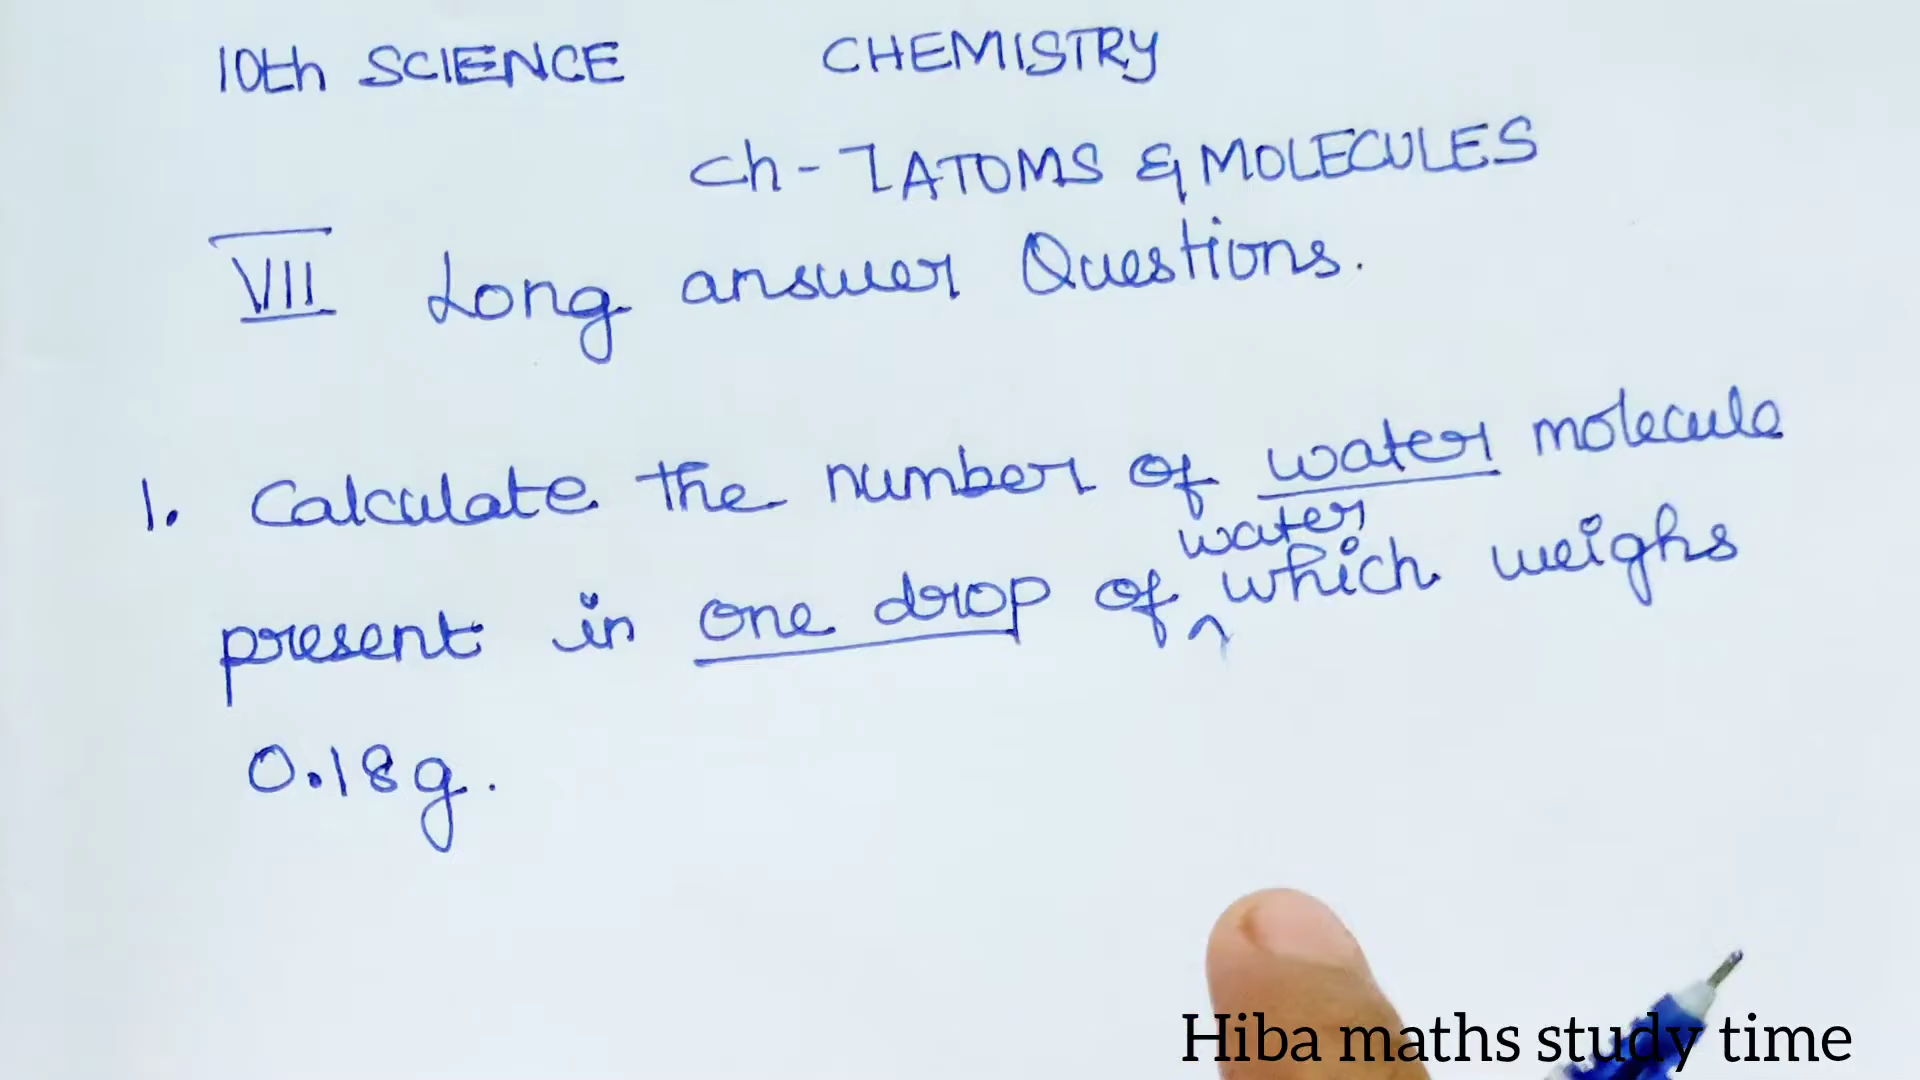 10th SCIENCE CHEMISTRY
Ch - 7 ATOMS & MOLECULES
VII Long answer Questions.
1. Calculate the number of water molecule
water
present in one drop of ^ which weighs
0.18g.
Hiba maths study time